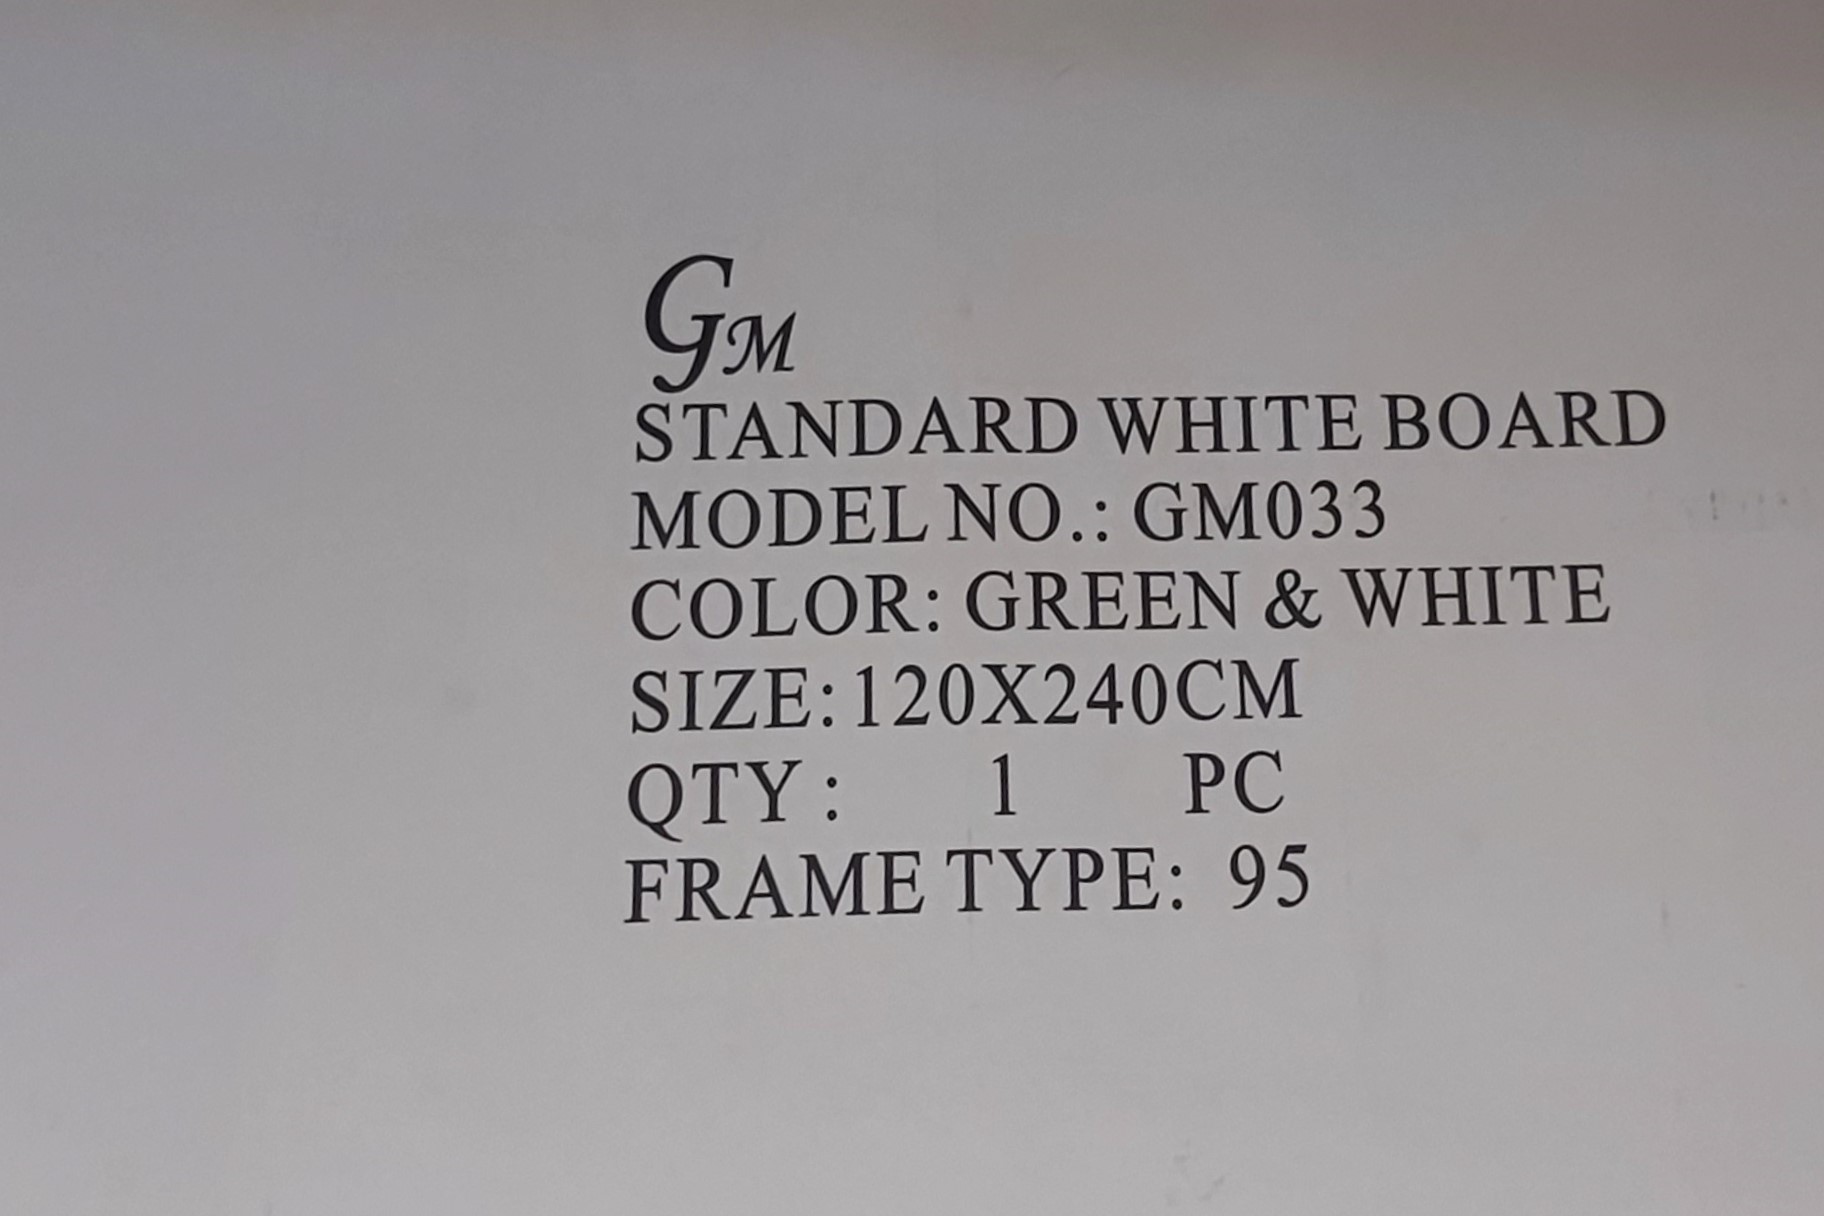 GM
STANDARD WHITE BOARD
MODEL NO.: GM033
COLOR: GREEN & WHITE
SIZE: 120X240CM
QTY : 1 PC
FRAME TYPE: 95